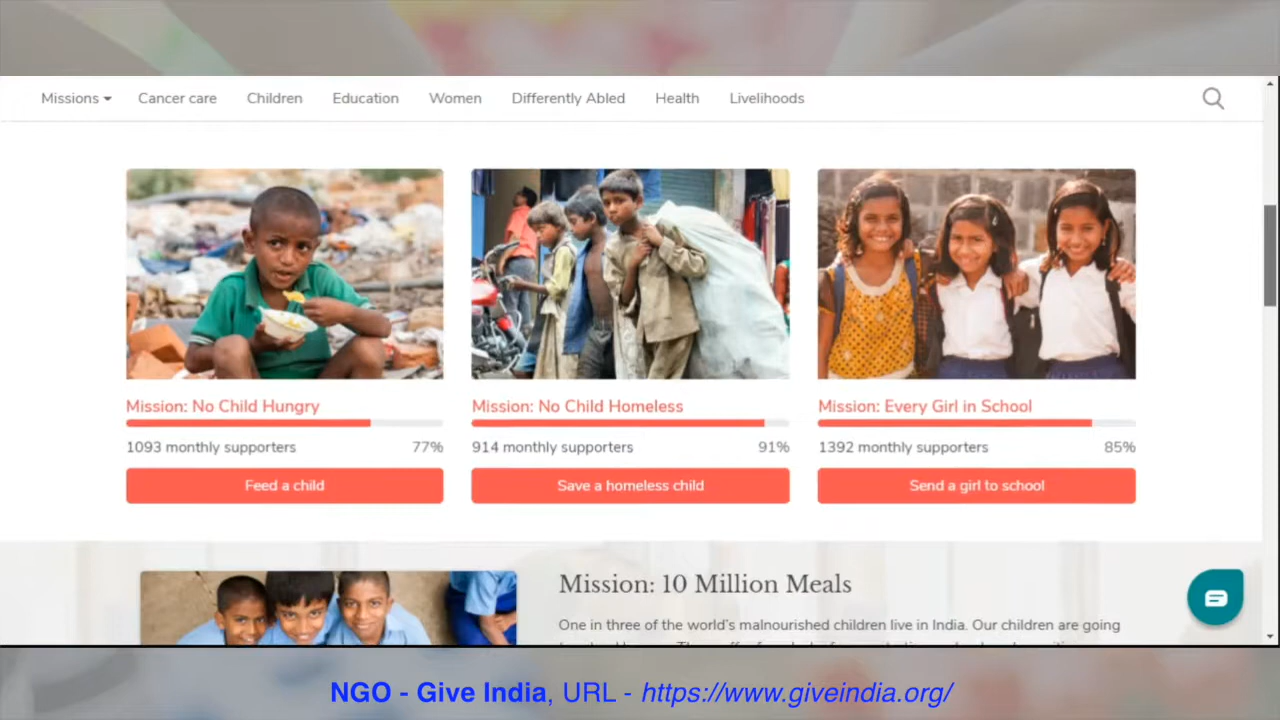 Missions Cancer care Children Education Women Differently Abled Health Livelihoods
Mission: No Child Hungry
1093 monthly supporters 77%
Feed a child
Mission: No Child Homeless
914 monthly supporters 91%
Save a homeless child
Mission: Every Girl in School
1392 monthly supporters 85%
Send a girl to school
Mission: 10 Million Meals
One in three of the world's malnourished children live in India. Our children are going
NGO - Give India, URL - https://www.giveindia.org/